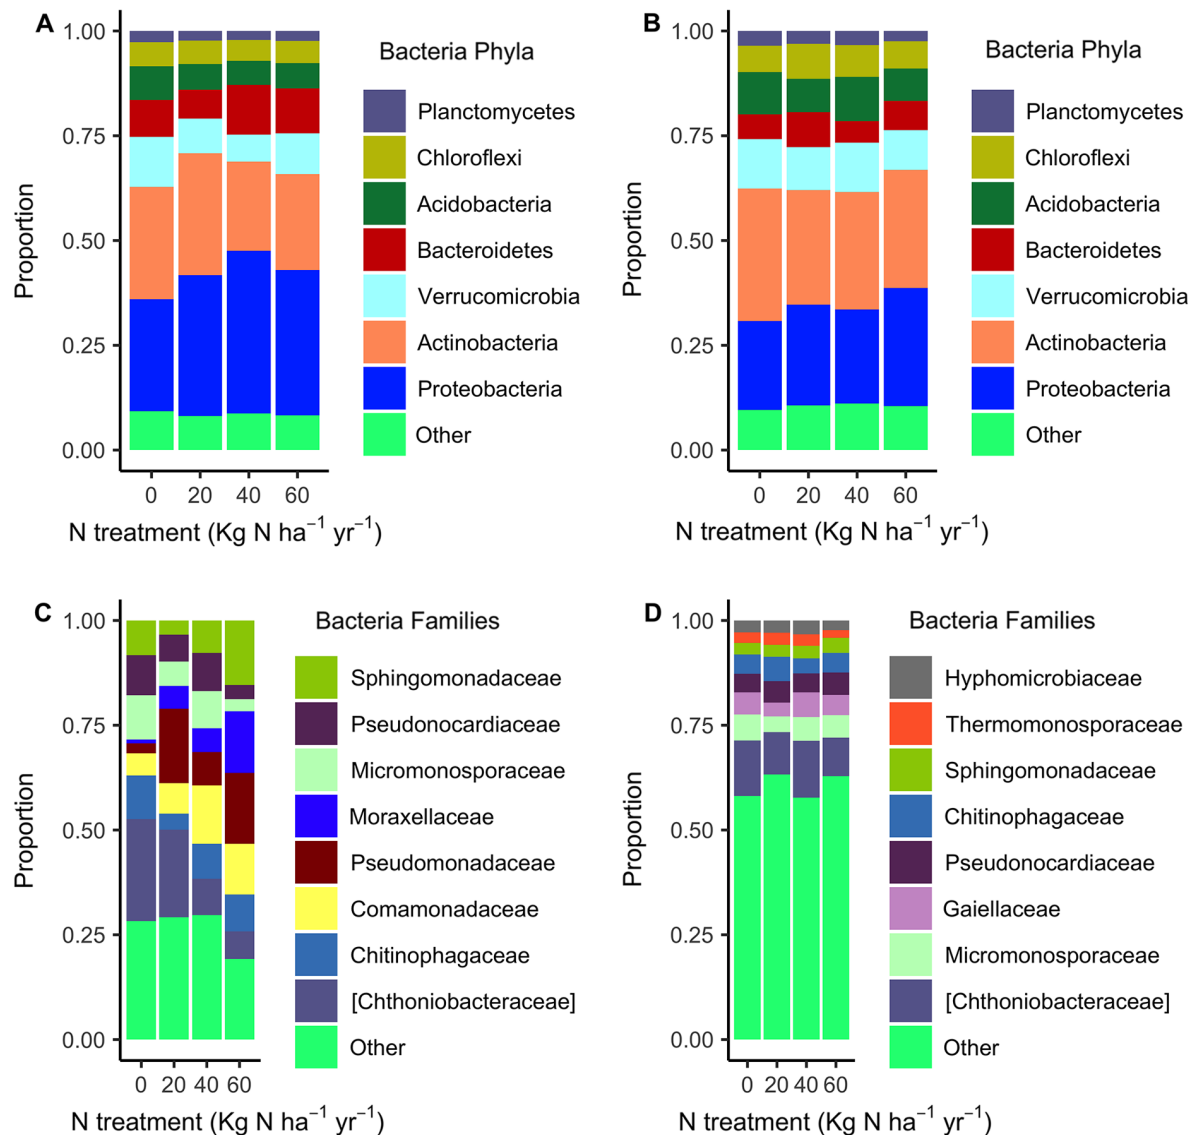 A
1.00
0.75
0.50
0.25
0.00
Proportion
0 20 40 60
N treatment (Kg N ha⁻¹ yr⁻¹)
Bacteria Phyla
Planctomycetes
Chloroflexi
Acidobacteria
Bacteroidetes
Verrucomicrobia
Actinobacteria
Proteobacteria
Other
B
1.00
0.75
0.50
0.25
0.00
Proportion
0 20 40 60
N treatment (Kg N ha⁻¹ yr⁻¹)
Bacteria Phyla
Planctomycetes
Chloroflexi
Acidobacteria
Bacteroidetes
Verrucomicrobia
Actinobacteria
Proteobacteria
Other
C
1.00
0.75
0.50
0.25
0.00
Proportion
0 20 40 60
N treatment (Kg N ha⁻¹ yr⁻¹)
Bacteria Families
Sphingomonadaceae
Pseudonocardiaceae
Micromonosporaceae
Moraxellaceae
Pseudomonadaceae
Comamonadaceae
Chitinophagaceae
[Chthoniobacteraceae]
Other
D
1.00
0.75
0.50
0.25
0.00
Proportion
0 20 40 60
N treatment (Kg N ha⁻¹ yr⁻¹)
Bacteria Families
Hyphomicrobiaceae
Thermomonosporaceae
Sphingomonadaceae
Chitinophagaceae
Pseudonocardiaceae
Gaiellaceae
Micromonosporaceae
[Chthoniobacteraceae]
Other